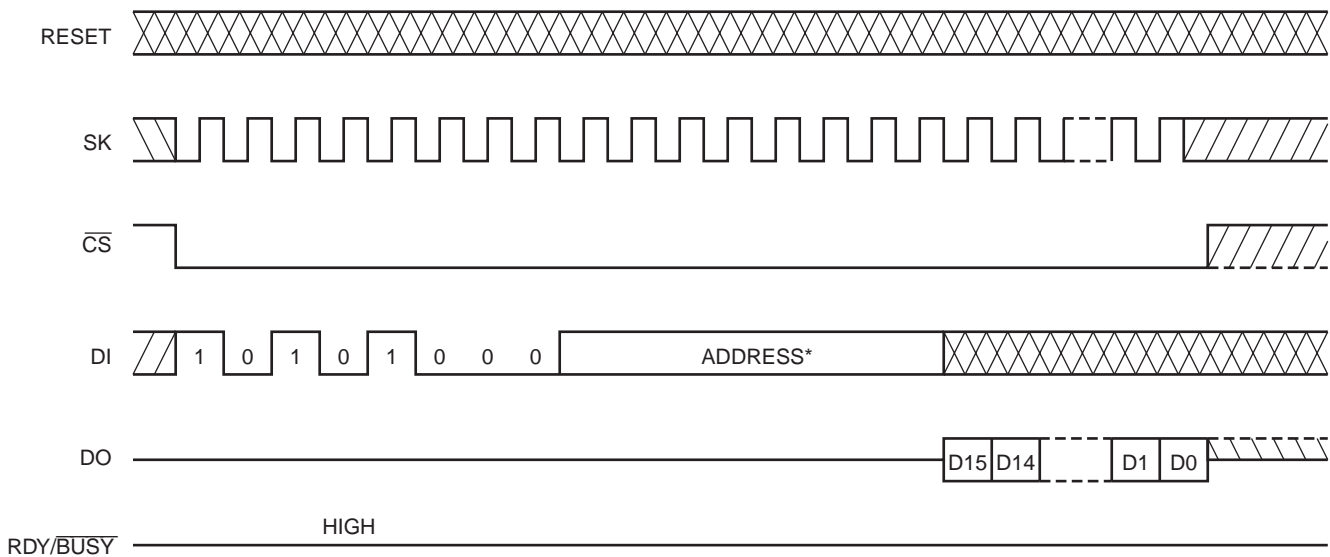 RESET
SK
CS
DI 1 0 1 0 1 0 0 0 ADDRESS*
DO D15 D14 D1 D0
HIGH
RDY/BUSY